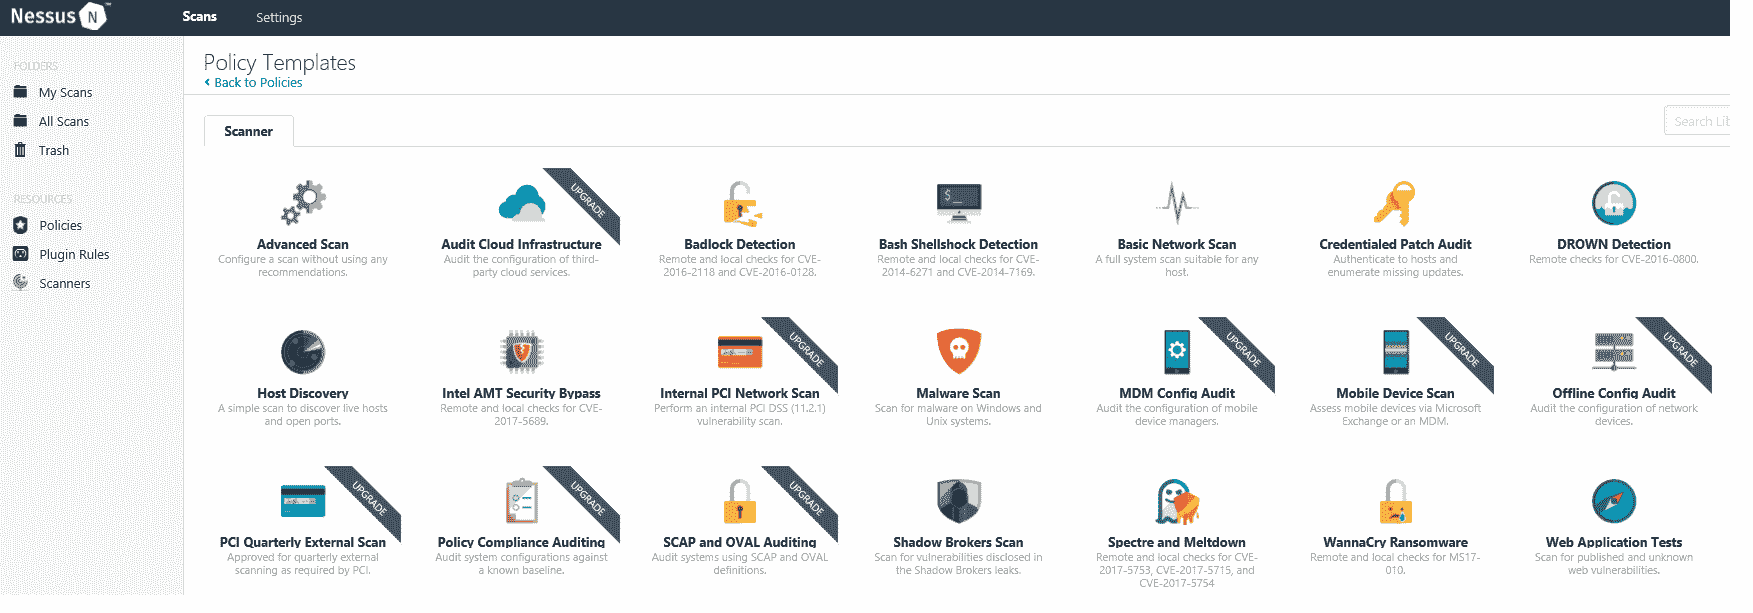 Nessus N ™
Scans
Settings
FOLDERS
My Scans
All Scans
Trash
RESOURCES
Policies
Plugin Rules
Scanners
Policy Templates
Back to Policies
Scanner
Search Lib
UPGRADE
Advanced Scan
Configure a scan without using any
recommendations.
Audit Cloud Infrastructure
Audit the configuration of third-
party cloud services.
Badlock Detection
Remote and local checks for CVE-
2016-2118 and CVE-2016-0128.
$_
Bash Shellshock Detection
Remote and local checks for CVE-
2014-6271 and CVE-2014-7169.
Basic Network Scan
A full system scan suitable for any
host.
Credentialed Patch Audit
Authenticate to hosts and
enumerate missing updates.
DROWN Detection
Remote checks for CVE-2016-0800.
Host Discovery
A simple scan to discover live hosts
and open ports.
Intel AMT Security Bypass
Remote and local checks for CVE-
2017-5689.
UPGRADE
Internal PCI Network Scan
Perform an internal PCI DSS (11.2.1)
vulnerability scan.
Malware Scan
Scan for malware on Windows and
Unix systems.
UPGRADE
MDM Config Audit
Audit the configuration of mobile
device managers.
UPGRADE
Mobile Device Scan
Assess mobile devices via Microsoft
Exchange or an MDM.
UPGRADE
Offline Config Audit
Audit the configuration of network
devices.
UPGRADE
PCI Quarterly External Scan
Approved for quarterly external
scanning as required by PCI.
UPGRADE
Policy Compliance Auditing
Audit system configurations against
a known baseline.
UPGRADE
SCAP and OVAL Auditing
Audit systems using SCAP and OVAL
definitions.
Shadow Brokers Scan
Scan for vulnerabilities disclosed in
the Shadow Brokers leaks.
Spectre and Meltdown
Remote and local checks for CVE-
2017-5753, CVE-2017-5715, and
CVE-2017-5754
WannaCry Ransomware
Remote and local checks for MS17-
010.
Web Application Tests
Scan for published and unknown
web vulnerabilities.